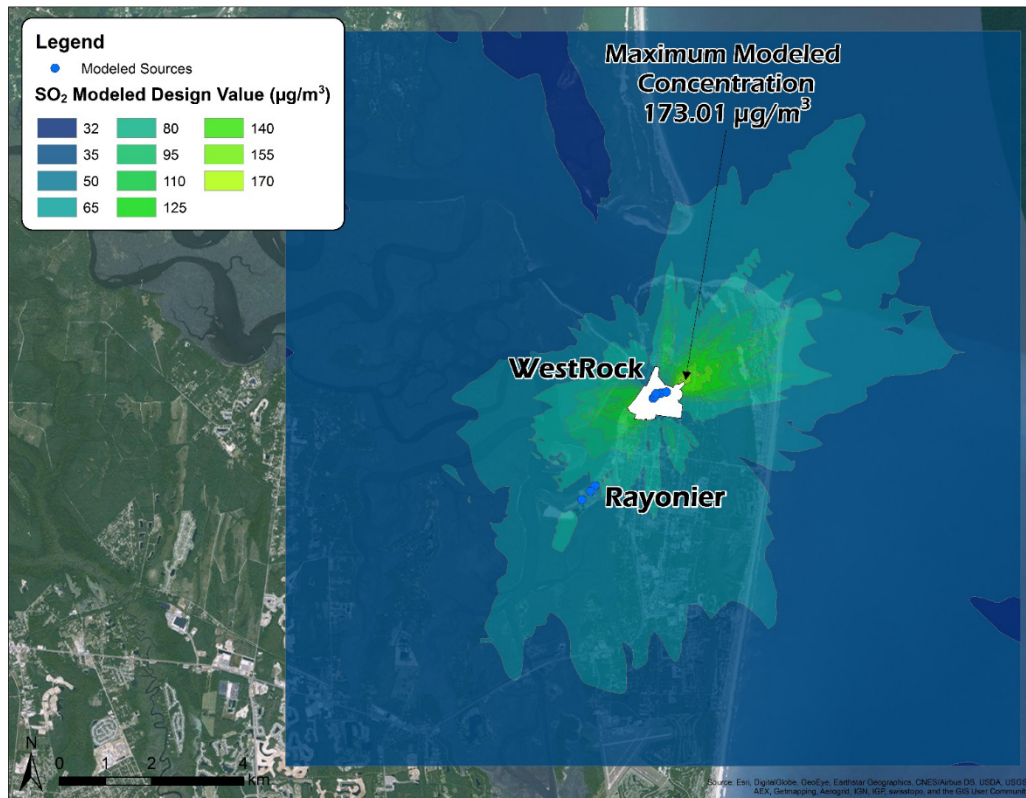 Legend
Modeled Sources
SO₂ Modeled Design Value (µg/m³)
32 80 140
35 95 155
50 110 170
65 125
Maximum Modeled
Concentration
173.01 µg/m³
WestRock
Rayonier
N
0 1 2 4
km
Source: Esri, DigitalGlobe, GeoEye, Earthstar Geographics, CNES/Airbus DS, USDA, USGS
AEX, Getmapping, Aerogrid, IGN, IGP, swisstopo, and the GIS User Commun